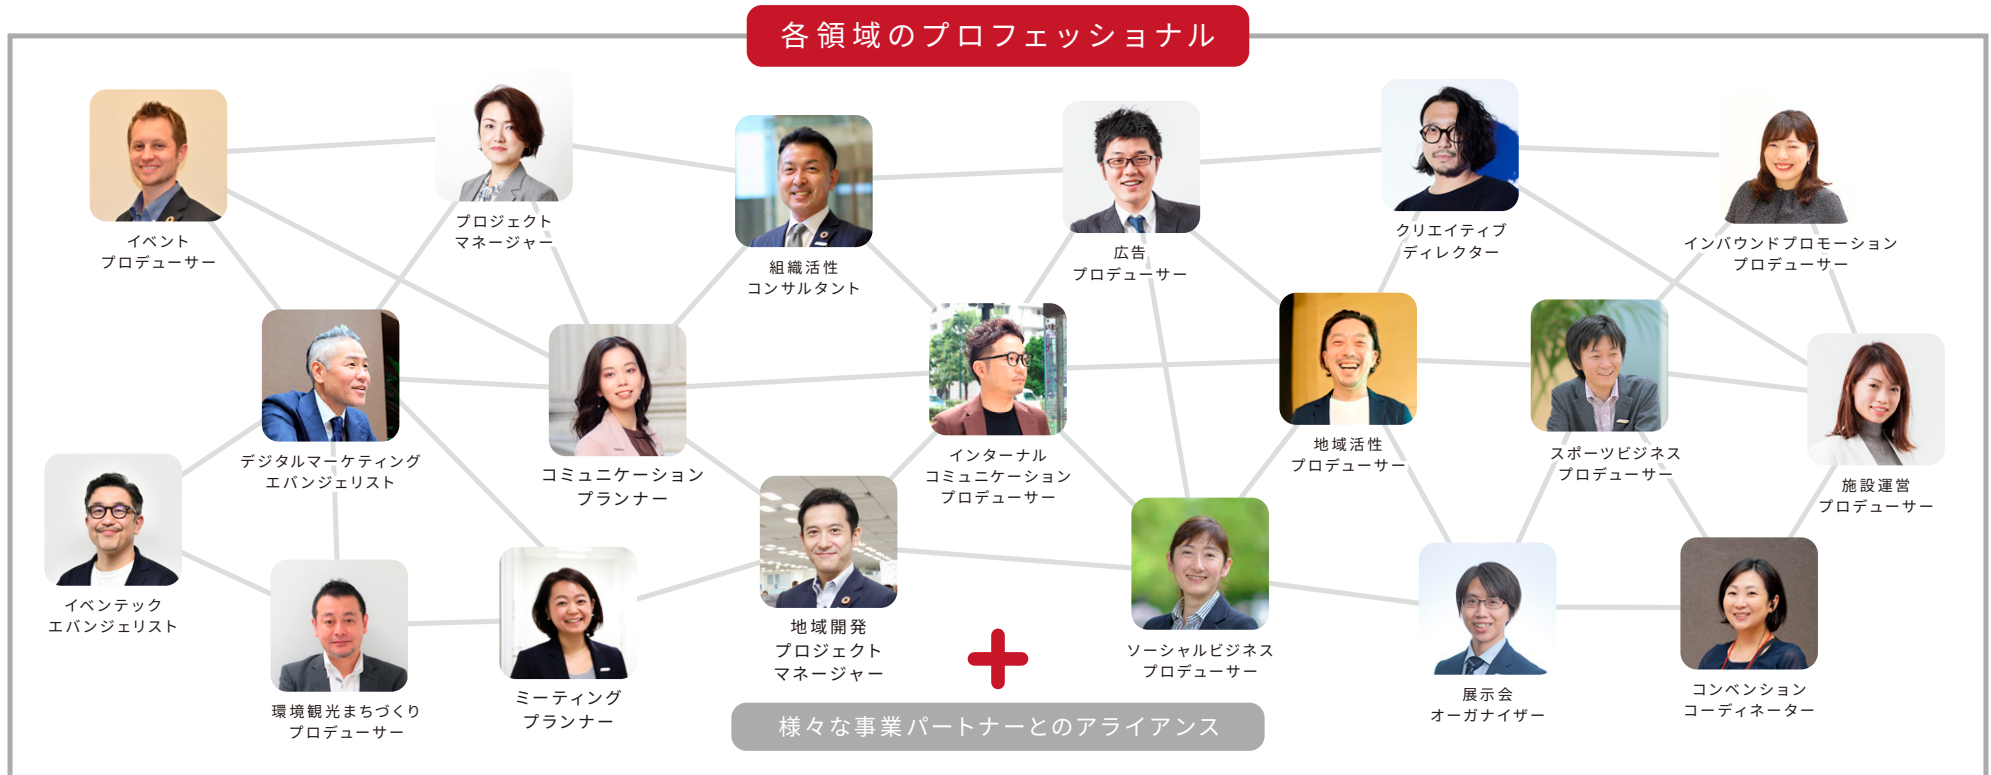 各領域のプロフェッショナル
イベント
プロデューサー
プロジェクト
マネージャー
組織活性
コンサルタント
広告
プロデューサー
クリエイティブ
ディレクター
インバウンドプロモーション
プロデューサー
デジタルマーケティング
エバンジェリスト
コミュニケーション
プランナー
インターナル
コミュニケーション
プロデューサー
地域活性
プロデューサー
スポーツビジネス
プロデューサー
施設運営
プロデューサー
イベンテック
エバンジェリスト
環境観光まちづくり
プロデューサー
ミーティング
プランナー
地域開発
プロジェクト
マネージャー
ソーシャルビジネス
プロデューサー
展示会
オーガナイザー
コンベンション
コーディネーター
様々な事業パートナーとのアライアンス